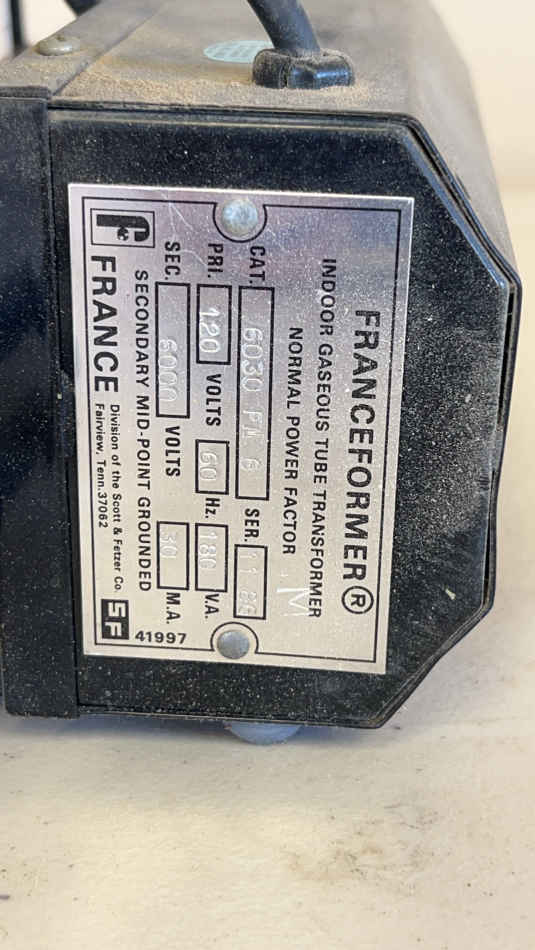 FRANCEFORMER®
INDOOR GASEOUS TUBE TRANSFORMER
NORMAL POWER FACTOR
M
CAT. 6030 6 SER. 11
PRI. 120 VOLTS 60 Hz. 180 V.A.
SEC. 6000 VOLTS 30 M.A.
SECONDARY MID-POINT GROUNDED
41997
f
FRANCE
Division of the Scott & Fetzer Co.
Fairview, Tenn.37062
SF